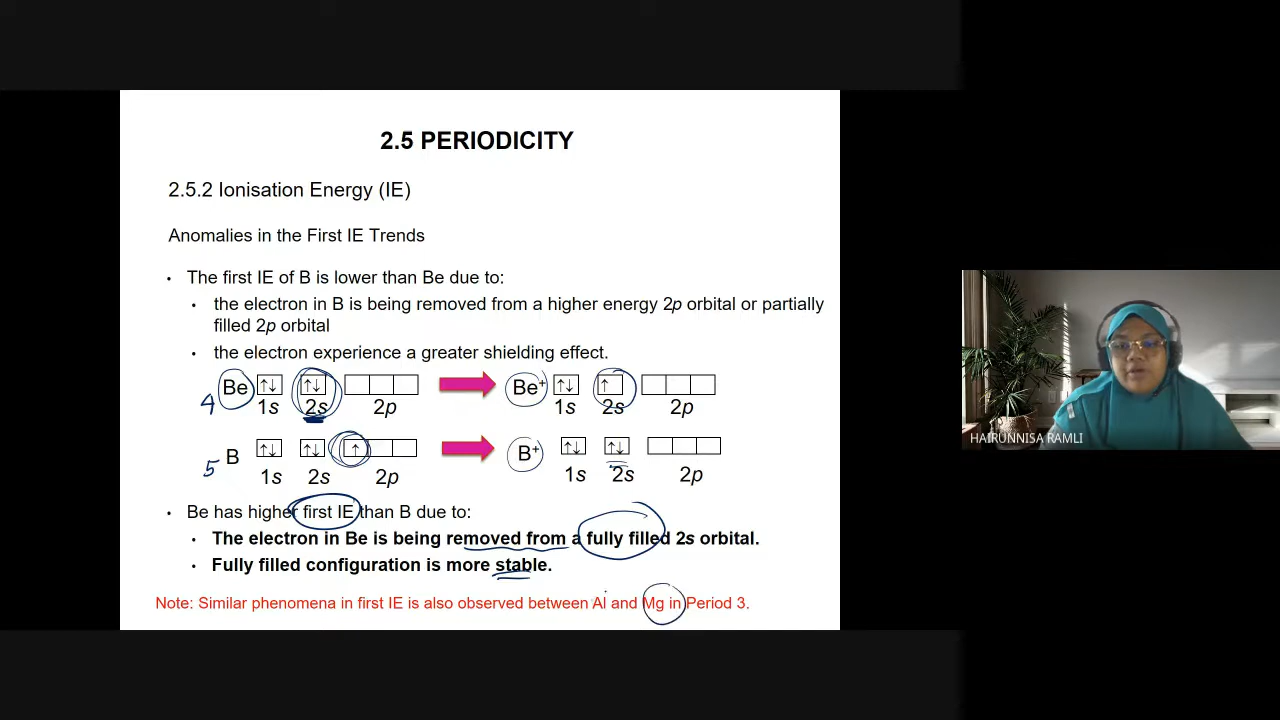 2.5 PERIODICITY
2.5.2 Ionisation Energy (IE)
Anomalies in the First IE Trends
• The first IE of B is lower than Be due to:
• the electron in B is being removed from a higher energy 2p orbital or partially
filled 2p orbital
• the electron experience a greater shielding effect.
4 Be ↑↓ ↑↓ Be+ ↑↓ ↑
1s 2s 2p 1s 2s 2p
5 B ↑↓ ↑↓ ↑ B+ ↑↓ ↑↓
1s 2s 2p 1s 2s 2p
• Be has higher first IE than B due to:
• The electron in Be is being removed from a fully filled 2s orbital.
• Fully filled configuration is more stable.
Note: Similar phenomena in first IE is also observed between Al and Mg in Period 3.
HAIRUNNISA RAMLI